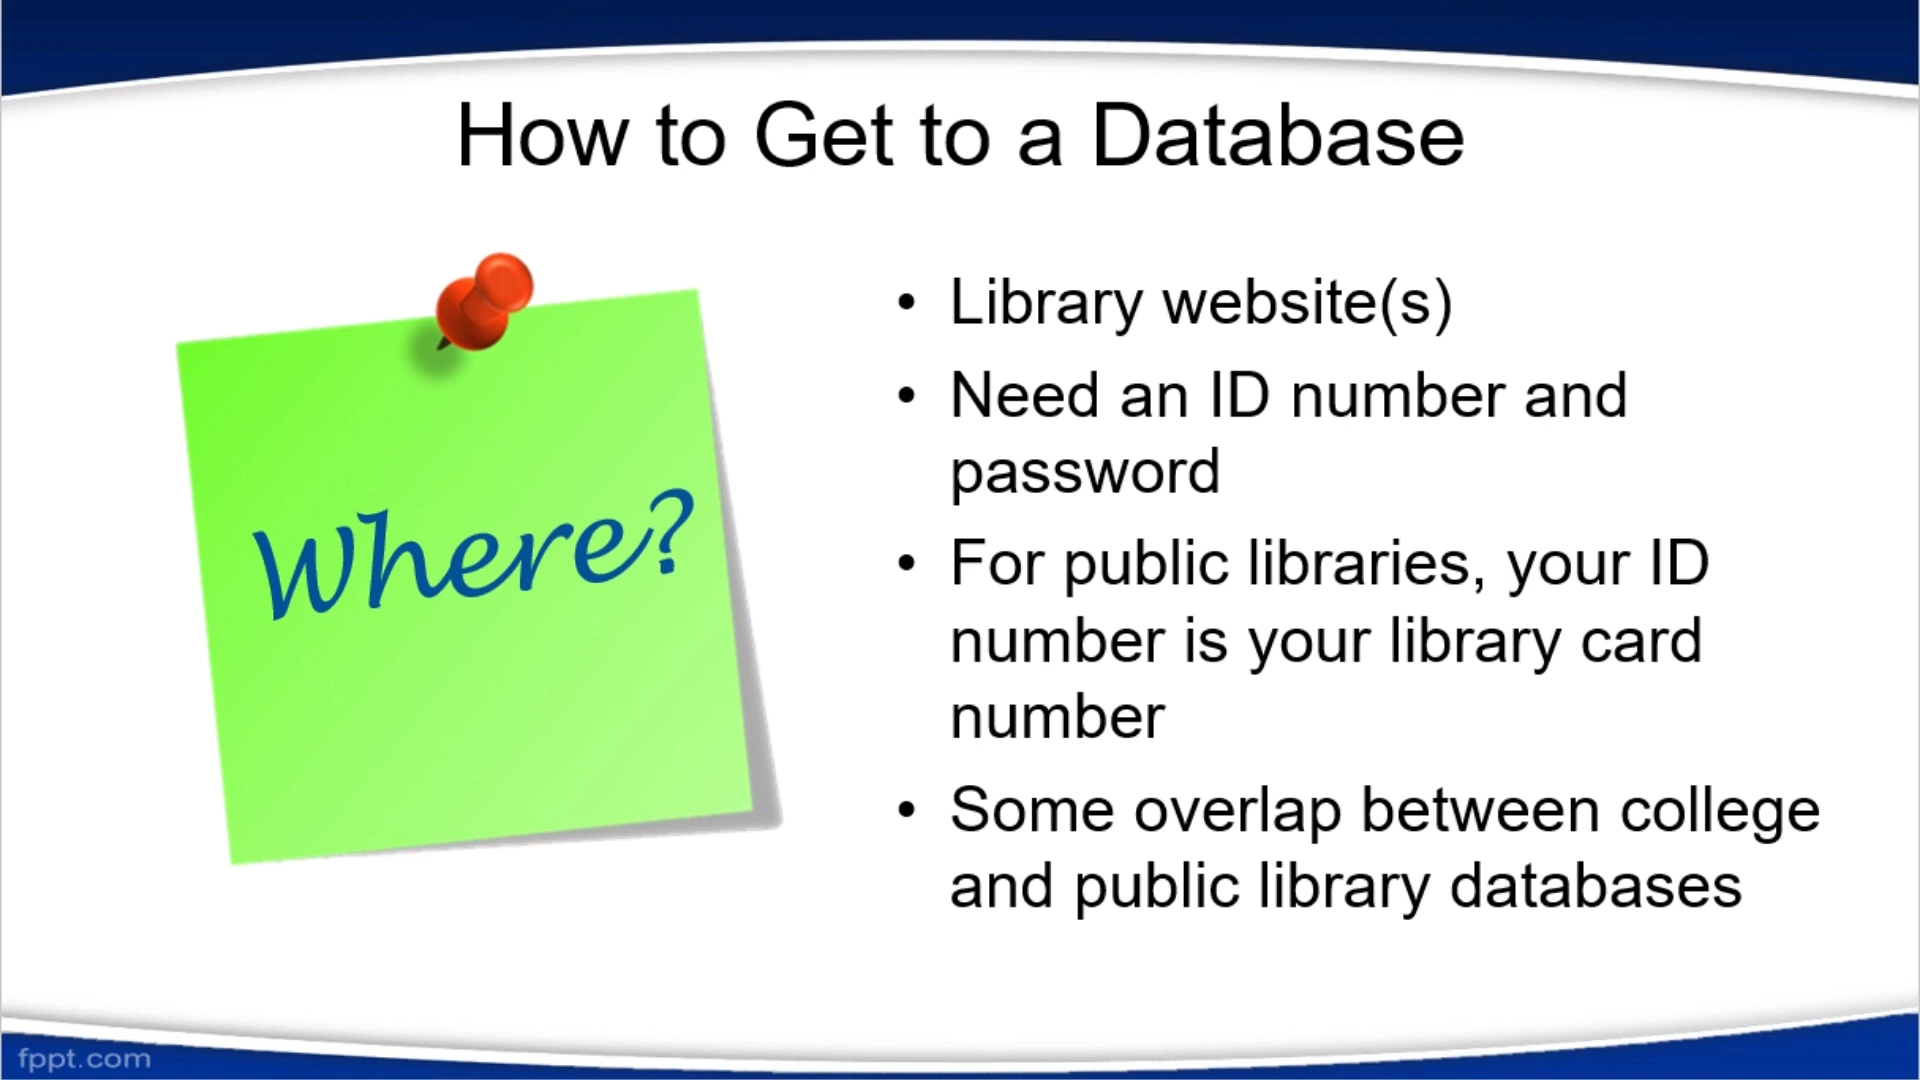 How to Get to a Database
Where?
• Library website(s)
• Need an ID number and
password
• For public libraries, your ID
number is your library card
number
• Some overlap between college
and public library databases
fppt.com